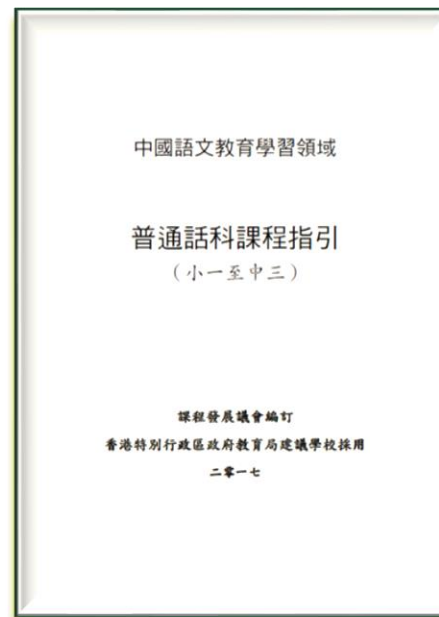 中國語文教育學習領域
普通話科課程指引
（小一至中三）
課程發展議會編訂
香港特別行政區政府教育局建議學校採用
二零一七